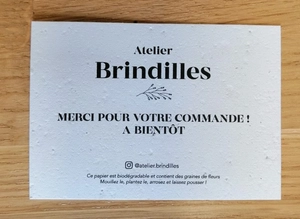 Atelier
Brindilles
MERCI POUR VOTRE COMMANDE !
A BIENTÔT
@atelier.brindilles
Ce papier est biodégradable et contient des graines de fleurs
Mouillez le, plantez le, arrosez et laissez pousser !